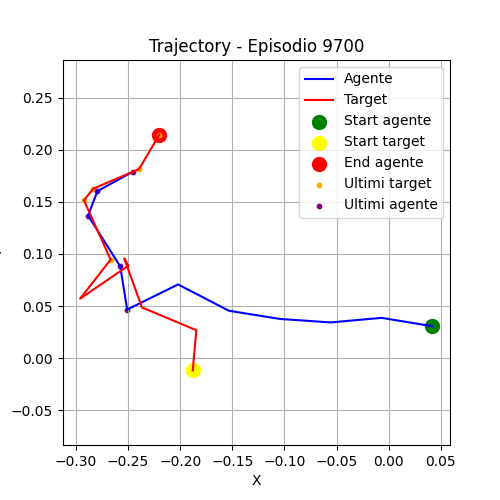 Trajectory - Episodio 9700
Agente
Target
Start agente
Start target
End agente
Ultimi target
Ultimi agente
0.25
0.20
0.15
0.10
0.05
0.00
−0.05
−0.30
−0.25
−0.20
−0.15
−0.10
−0.05
0.00
0.05
X